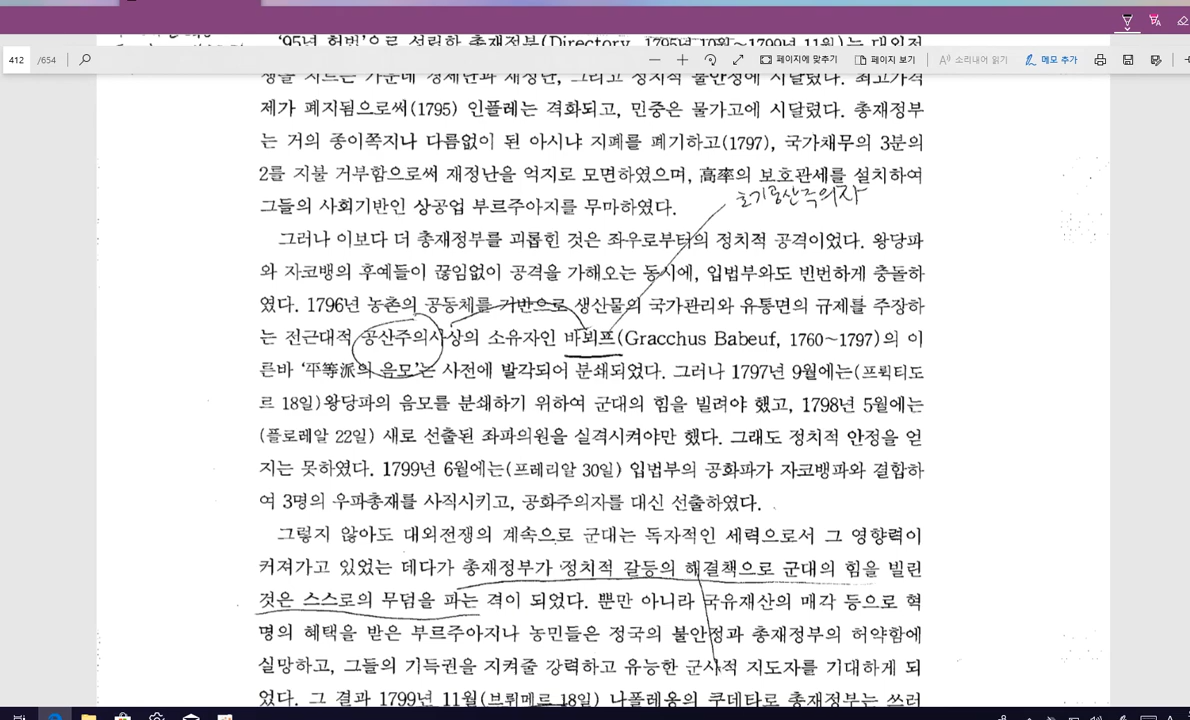 412 /654 페이지에 맞추기 페이지 보기 소리내어 읽기 메모 추가
'95년 헌법'으로 성립한 총재정부(Directory, 1795년 10월~1799년 11월)는 대외전
쟁을 치르는 가운데 경제난과 재정난, 그리고 정치적 불안정에 시달렸다. 최고가격
제가 폐지됨으로써(1795) 인플레는 격화되고, 민중은 물가고에 시달렸다. 총재정부
는 거의 종이쪽지나 다름없이 된 아시냐 지폐를 폐기하고(1797), 국가채무의 3분의
2를 지불 거부함으로써 재정난을 억지로 모면하였으며, 高率의 보호관세를 설치하여
초기공산주의자
그들의 사회기반인 상공업 부르주아지를 무마하였다.
그러나 이보다 더 총재정부를 괴롭힌 것은 좌우로부터의 정치적 공격이었다. 왕당파
와 자코뱅의 후예들이 끊임없이 공격을 가해오는 동시에, 입법부와도 빈번하게 충돌하
였다. 1796년 농촌의 공동체를 기반으로 생산물의 국가관리와 유통면의 규제를 주장하
는 전근대적 공산주의사상의 소유자인 바뵈프(Gracchus Babeuf, 1760~1797)의 이
른바 '平等派의 음모'는 사전에 발각되어 분쇄되었다. 그러나 1797년 9월에는(프뤽티도
르 18일)왕당파의 음모를 분쇄하기 위하여 군대의 힘을 빌려야 했고, 1798년 5월에는
(플로레알 22일) 새로 선출된 좌파의원을 실격시켜야만 했다. 그래도 정치적 안정을 얻
지는 못하였다. 1799년 6월에는(프레리알 30일) 입법부의 공화파가 자코뱅파와 결합하
여 3명의 우파총재를 사직시키고, 공화주의자를 대신 선출하였다.
그렇지 않아도 대외전쟁의 계속으로 군대는 독자적인 세력으로서 그 영향력이
커져가고 있었는 데다가 총재정부가 정치적 갈등의 해결책으로 군대의 힘을 빌린
것은 스스로의 무덤을 파는 격이 되었다. 뿐만 아니라 국유재산의 매각 등으로 혁
명의 혜택을 받은 부르주아지나 농민들은 정국의 불안정과 총재정부의 허약함에
실망하고, 그들의 기득권을 지켜줄 강력하고 유능한 군사적 지도자를 기대하게 되
었다. 그 결과 1799년 11월(브뤼메르 18일) 나폴레옹의 쿠데타로 총재정부는 쓰러